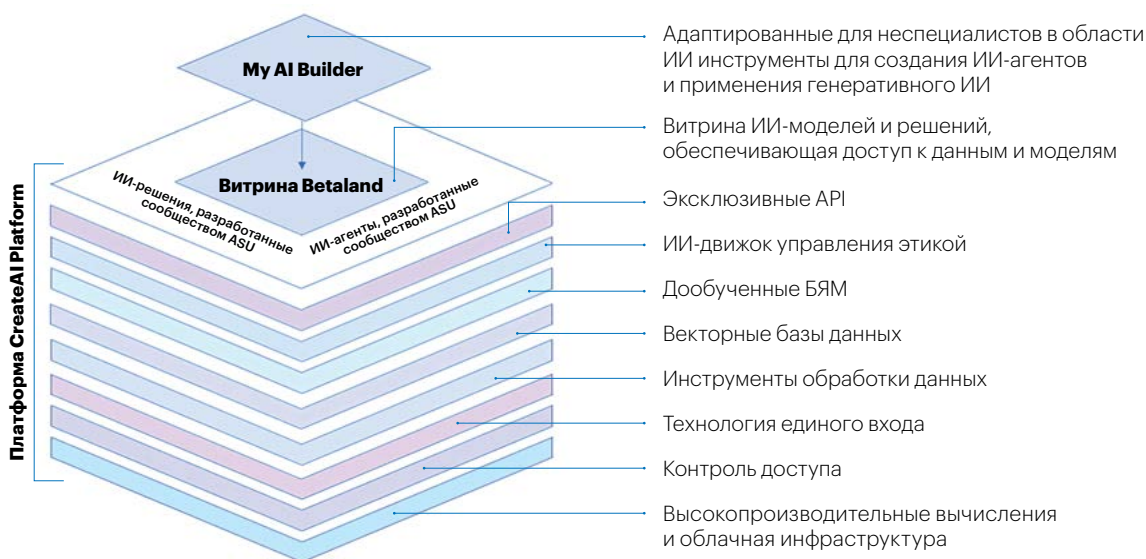 My AI Builder
Витрина Betaland
ИИ-решения, разработанные
сообществом ASU
ИИ-агенты, разработанные
сообществом ASU
Платформа CreateAI Platform
Адаптированные для неспециалистов в области
ИИ инструменты для создания ИИ-агентов
и применения генеративного ИИ
Витрина ИИ-моделей и решений,
обеспечивающая доступ к данным и моделям
Эксклюзивные API
ИИ-движок управления этикой
Дообученные БЯМ
Векторные базы данных
Инструменты обработки данных
Технология единого входа
Контроль доступа
Высокопроизводительные вычисления
и облачная инфраструктура